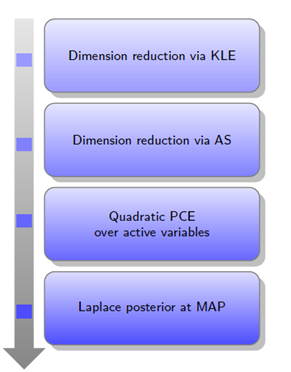 Dimension reduction via KLE
Dimension reduction via AS
Quadratic PCE
over active variables
Laplace posterior at MAP